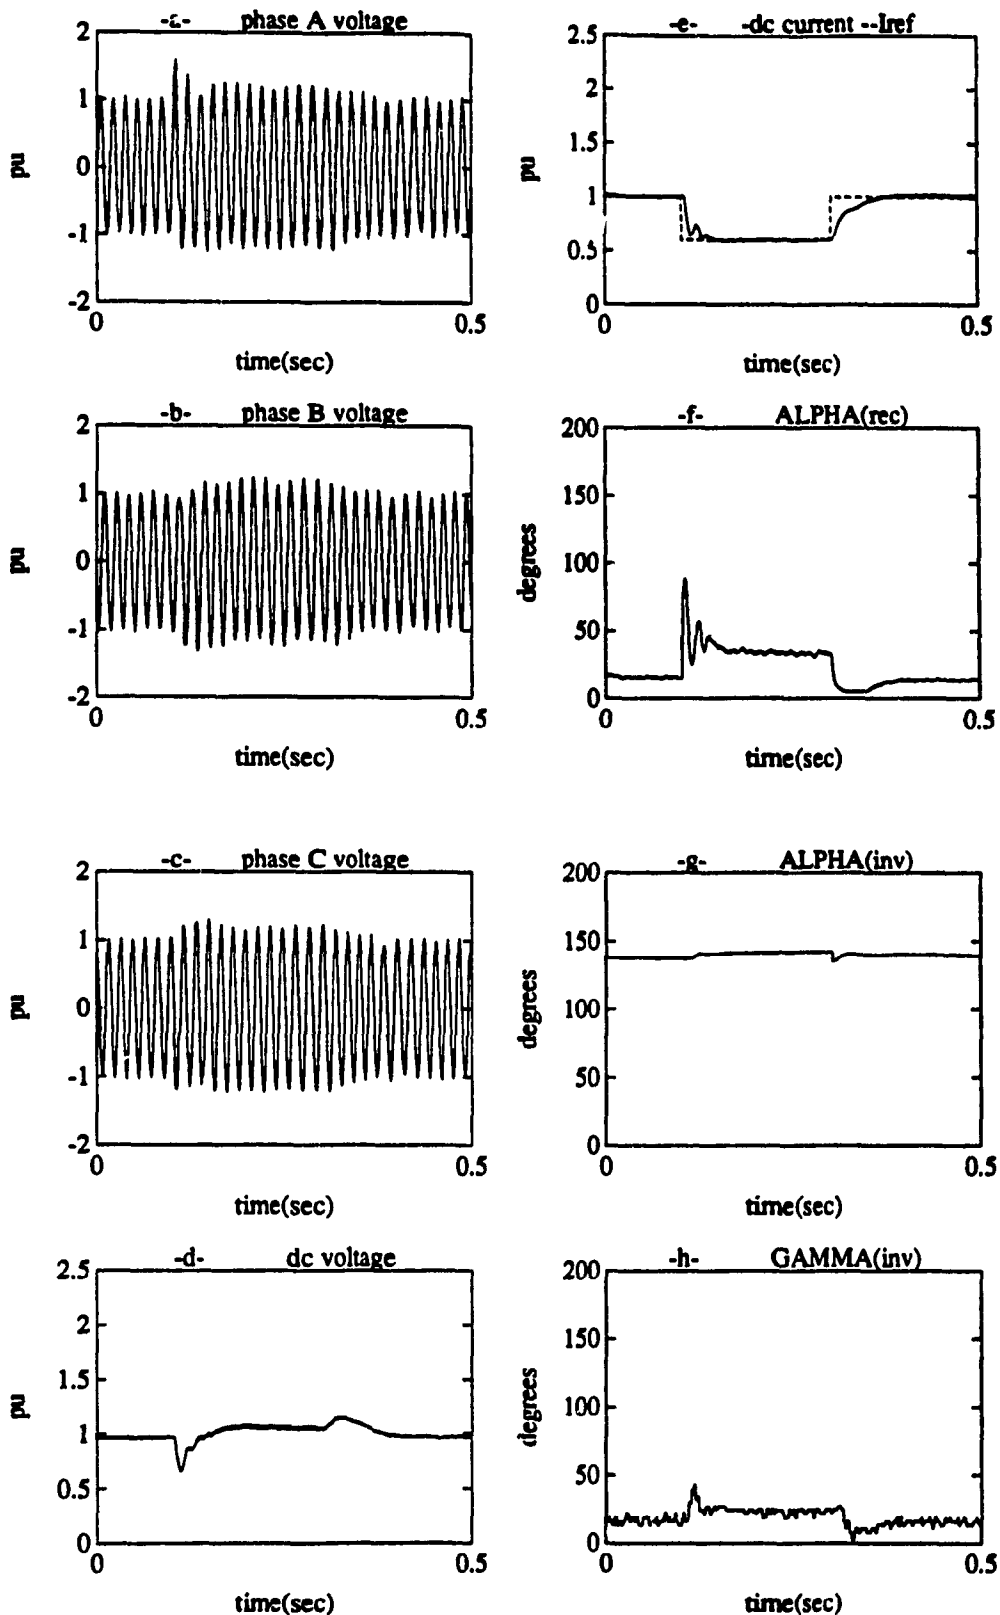 -a- phase A voltage
2
1
0
-1
-2
pu
0
0.5
time(sec)
-e- -dc current --Iref
2.5
2
1.5
1
0.5
0
pu
0
0.5
time(sec)
-b- phase B voltage
2
1
0
-1
-2
pu
0
0.5
time(sec)
-f- ALPHA(rec)
200
150
100
50
0
degrees
0
0.5
time(sec)
-c- phase C voltage
2
1
0
-1
-2
pu
0
0.5
time(sec)
-g- ALPHA(inv)
200
150
100
50
0
degrees
0
0.5
time(sec)
-d- dc voltage
2.5
2
1.5
1
0.5
0
pu
0
0.5
time(sec)
-h- GAMMA(inv)
200
150
100
50
0
degrees
0
0.5
time(sec)